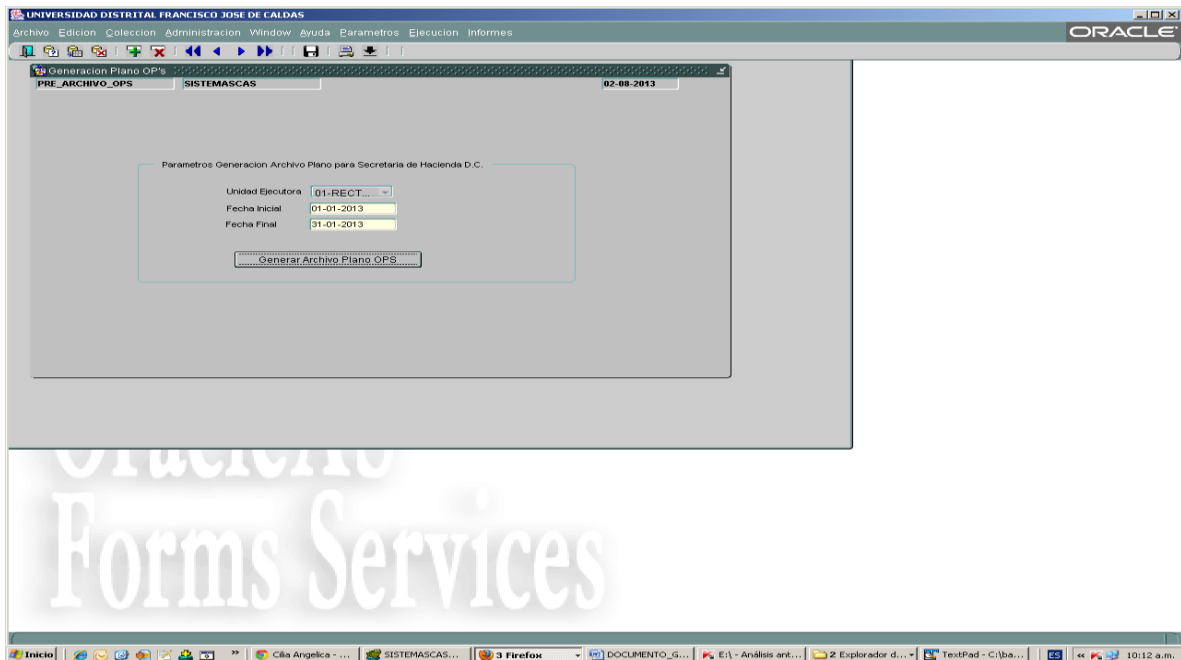 UNIVERSIDAD DISTRITAL FRANCISCO JOSE DE CALDAS
Archivo Edicion Coleccion Administracion Window Ayuda Parametros Ejecucion Informes
ORACLE
Generacion Plano OP's
PRE_ARCHIVO_OPS SISTEMASCAS 02-08-2013
Parametros Generacion Archivo Plano para Secretaria de Hacienda D.C.
Unidad Ejecutora 01-RECT...
Fecha Inicial 01-01-2013
Fecha Final 31-01-2013
Generar Archivo Plano OPS
OracleAS
Forms Services
Inicio » Cilia Angelica - ... SISTEMASCAS... 3 Firefox DOCUMENTO_G... E:\ - Análisis ant... 2 Explorador d... TextPad - C:\ba... ES « 10:12 a.m.